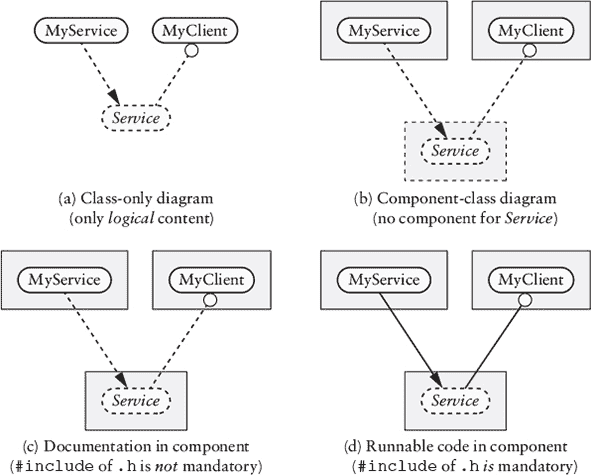 MyService
MyClient
Service
(a) Class-only diagram
(only logical content)
MyService
MyClient
Service
(b) Component-class diagram
(no component for Service)
MyService
MyClient
Service
(c) Documentation in component
(#include of .h is not mandatory)
MyService
MyClient
Service
(d) Runnable code in component
(#include of .h is mandatory)